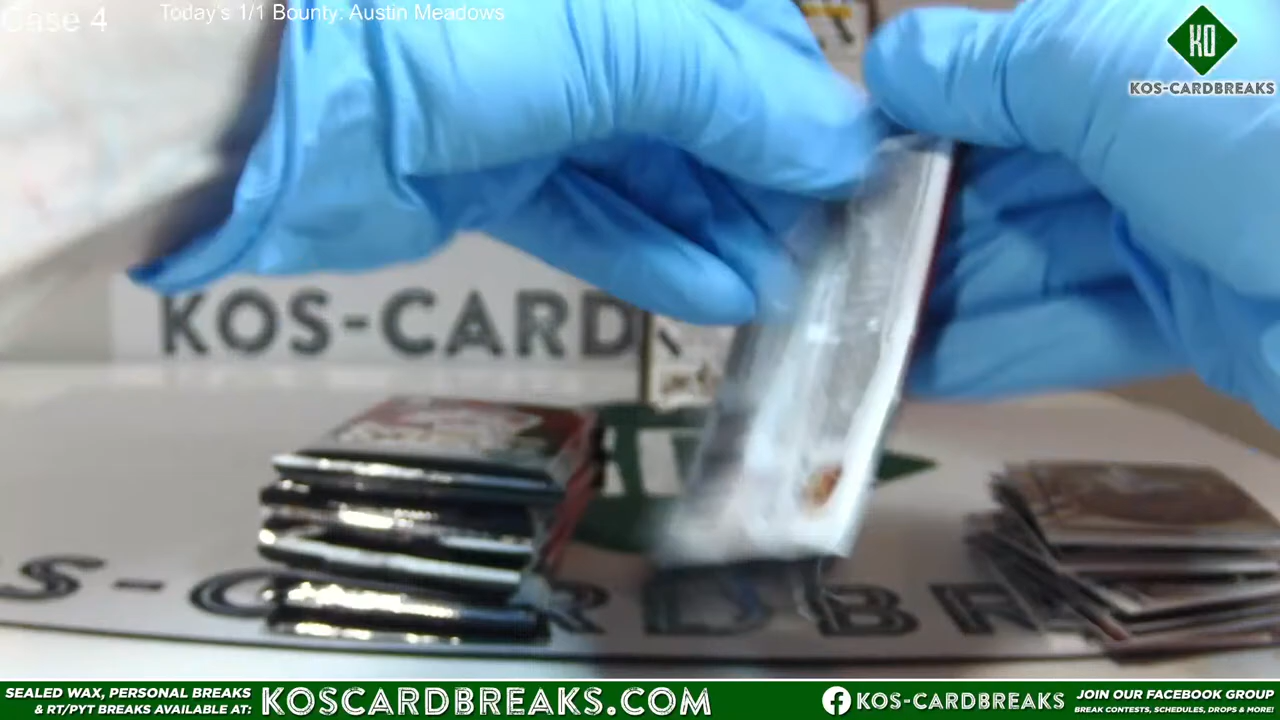 Case 4
Today's 1/1 Bounty: Austin Meadows
KO
KOS-CARDBREAKS
KOS-CARD
S-CARDBR
SEALED WAX, PERSONAL BREAKS
& RT/PYT BREAKS AVAILABLE AT:
KOSCARDBREAKS.COM
KOS-CARDBREAKS
JOIN OUR FACEBOOK GROUP
BREAK CONTESTS, SCHEDULES, DROPS & MORE!